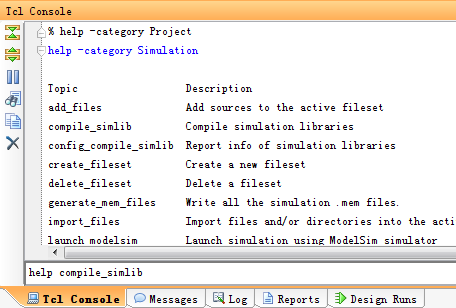 Tcl Console
% help -category Project
help -category Simulation
Topic Description
add_files Add sources to the active fileset
compile_simlib Compile simulation libraries
config_compile_simlib Report info of simulation libraries
create_fileset Create a new fileset
delete_fileset Delete a fileset
generate_mem_files Write all the simulation .mem files.
import_files Import files and/or directories into the acti
launch_modelsim Launch simulation using ModelSim simulator
help compile_simlib
Tcl Console Messages Log Reports Design Runs